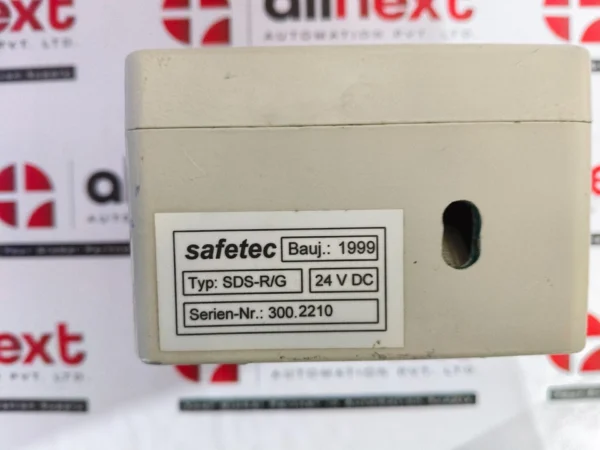 allnext
AUTOMATION PVT. LTD.
safetec Bauj.: 1999
Typ: SDS-R/G 24 V DC
Serien-Nr.: 300.2210